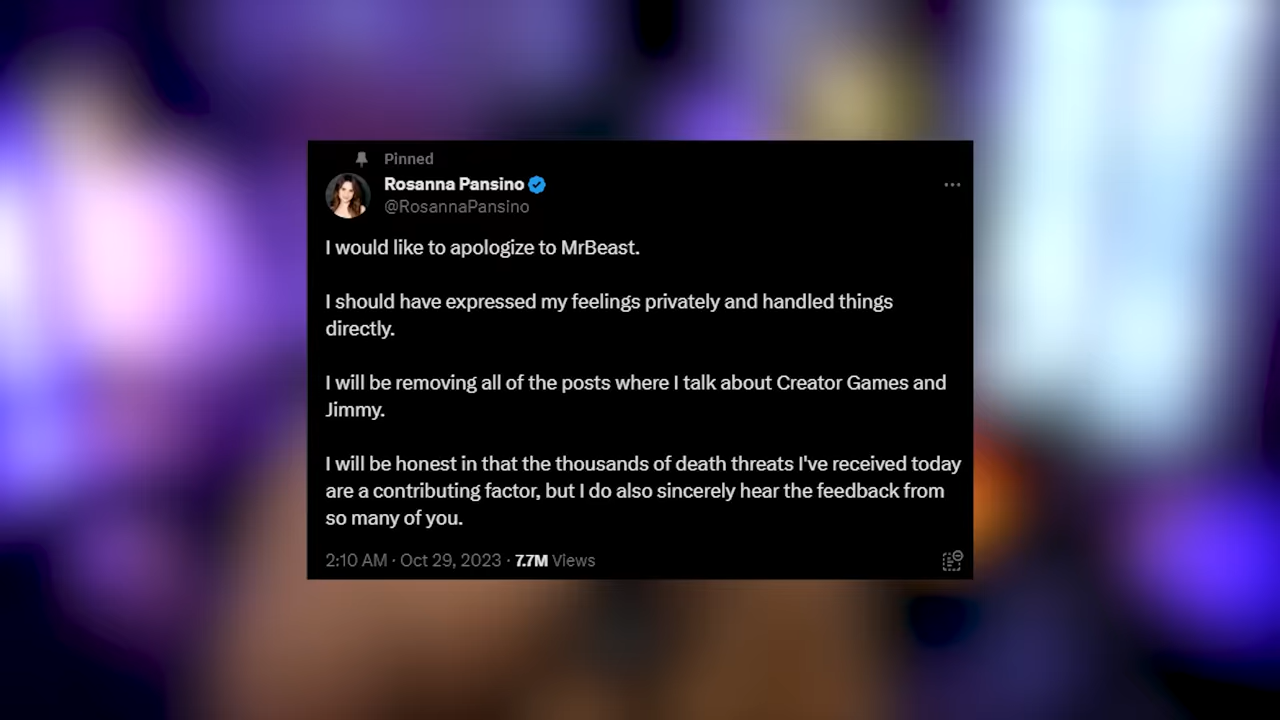 Pinned
Rosanna Pansino
@RosannaPansino
I would like to apologize to MrBeast.
I should have expressed my feelings privately and handled things
directly.
I will be removing all of the posts where I talk about Creator Games and
Jimmy.
I will be honest in that the thousands of death threats I've received today
are a contributing factor, but I do also sincerely hear the feedback from
so many of you.
2:10 AM · Oct 29, 2023 · 7.7M Views